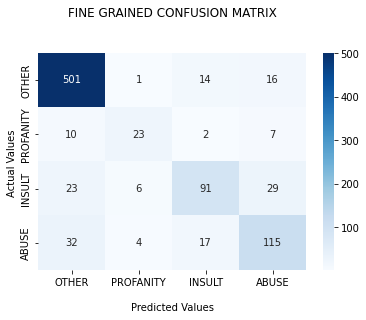 FINE GRAINED CONFUSION MATRIX
Actual Values
OTHER 501 1 14 16
PROFANITY 10 23 2 7
INSULT 23 6 91 29
ABUSE 32 4 17 115
OTHER PROFANITY INSULT ABUSE
Predicted Values
500
400
300
200
100